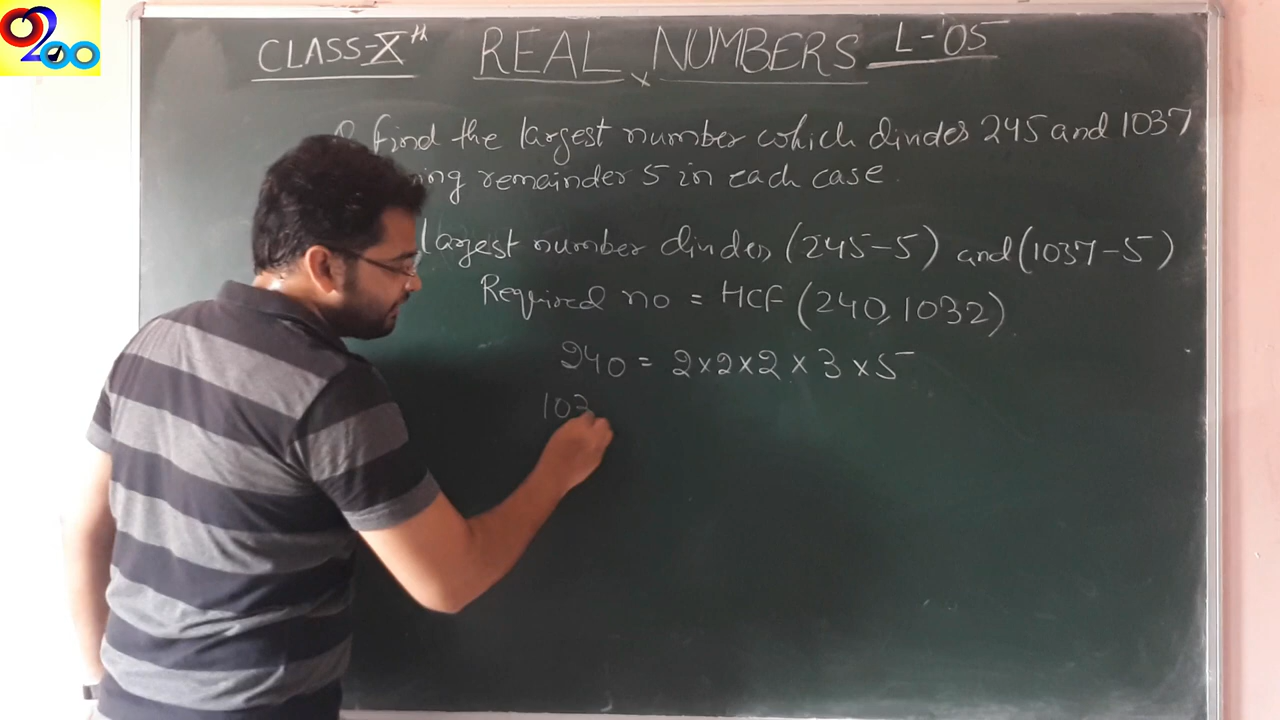 0200
CLASS-Xth REAL NUMBERS L-05
Find the largest number which divides 245 and 1037
remainder 5 in each case.
largest number divides (245-5) and (1037-5)
Required no = HCF (240, 1032)
240 = 2×2×2×3×5
103